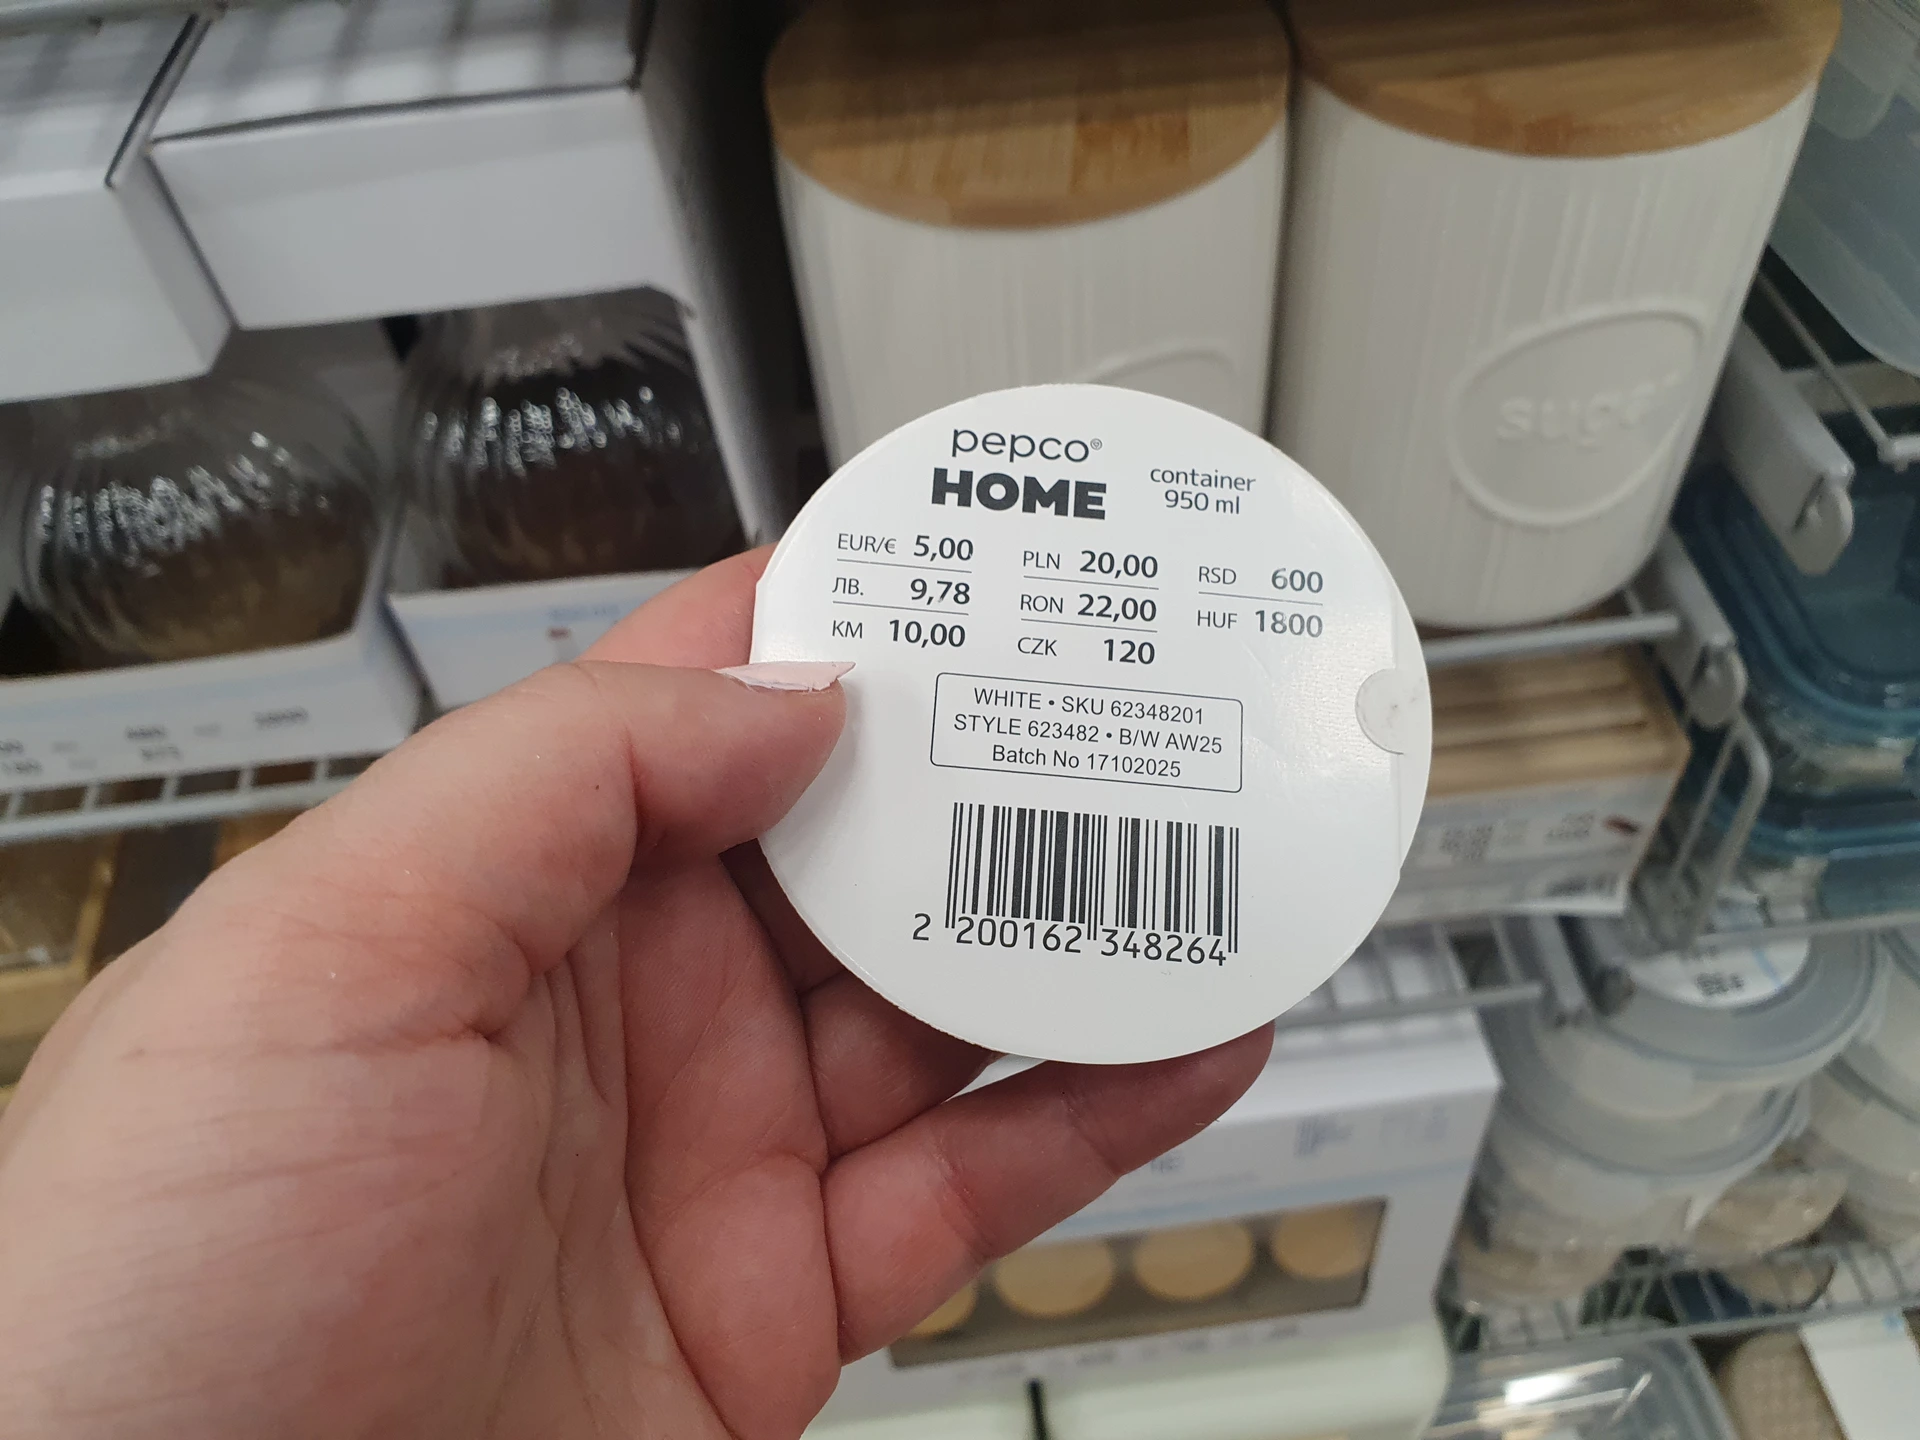 pepco®
HOME
container
950 ml
EUR/€ 5,00
ЛВ. 9,78
KM 10,00
PLN 20,00
RON 22,00
CZK 120
RSD 600
HUF 1800
WHITE • SKU 62348201
STYLE 623482 • B/W AW25
Batch No 17102025
2 200162 348264
sugar